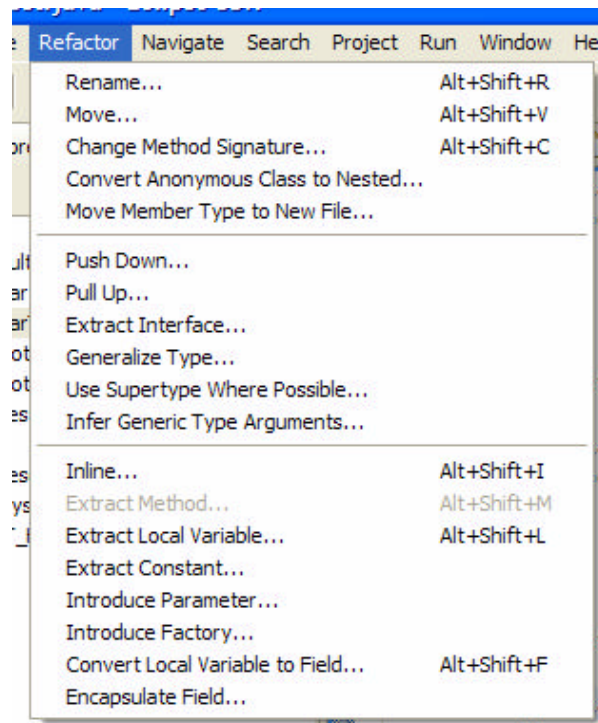 Refactor Navigate Search Project Run Window He
Rename... Alt+Shift+R
Move... Alt+Shift+V
Change Method Signature... Alt+Shift+C
Convert Anonymous Class to Nested...
Move Member Type to New File...
Push Down...
Pull Up...
Extract Interface...
Generalize Type...
Use Supertype Where Possible...
Infer Generic Type Arguments...
Inline... Alt+Shift+I
Extract Method... Alt+Shift+M
Extract Local Variable... Alt+Shift+L
Extract Constant...
Introduce Parameter...
Introduce Factory...
Convert Local Variable to Field... Alt+Shift+F
Encapsulate Field...